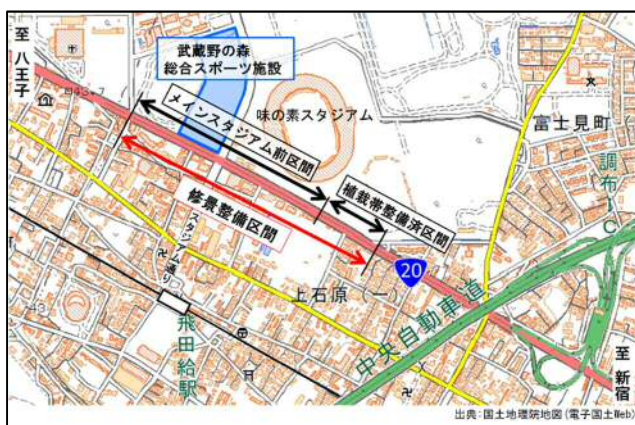 至 八王子
武蔵野の森
総合スポーツ施設
43.7
味の素スタジアム
富士見町
調布IC
メインスタジアム前区間
植栽帯整備済区間
修景整備区間
スタジアム通り
20
上石原(一)
中央自動車道
飛田給駅
43
至 新宿
出典:国土地理院地図(電子国土Web)